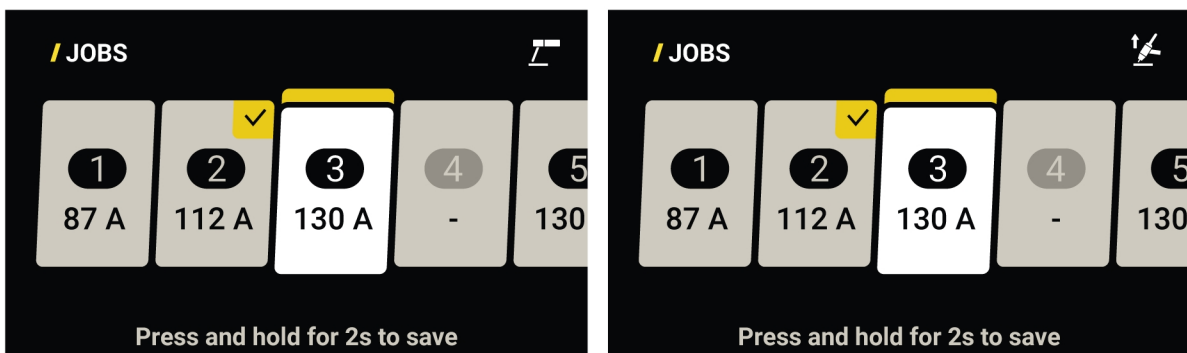 JOBS
1 2 3 4 5
87 A 112 A 130 A - 130
Press and hold for 2s to save
JOBS
1 2 3 4 5
87 A 112 A 130 A - 130
Press and hold for 2s to save